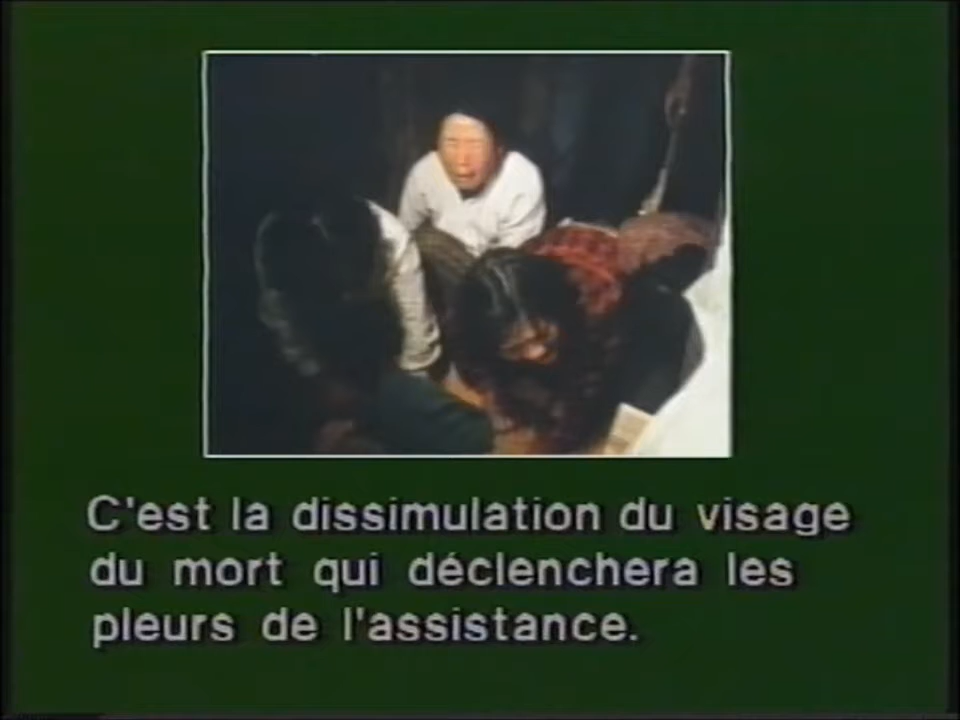 C'est la dissimulation du visage
du mort qui déclenchera les
pleurs de l'assistance.